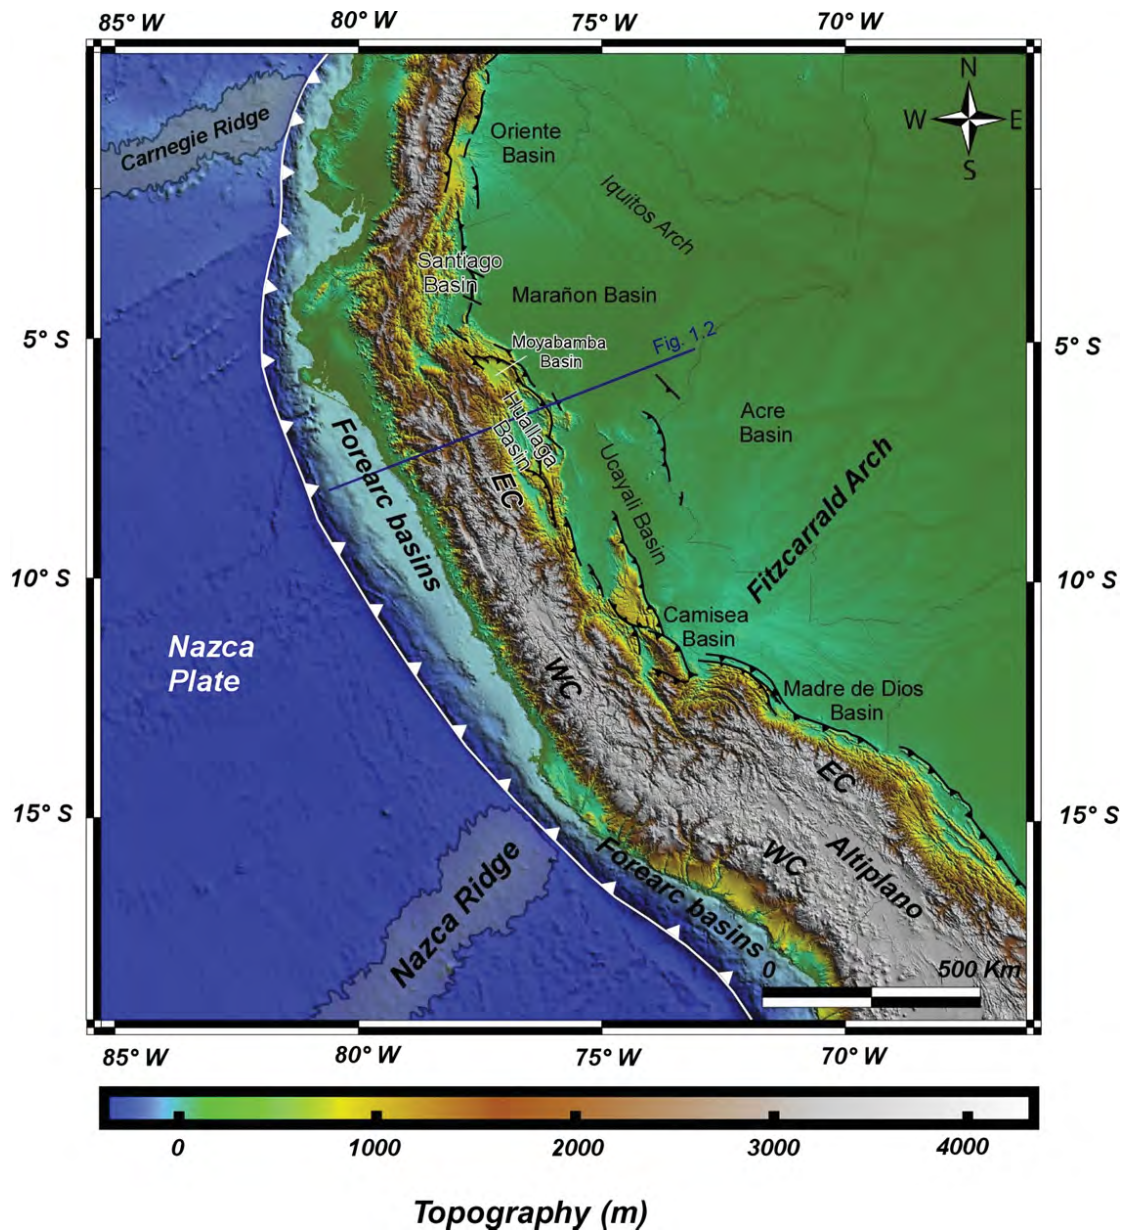 85° W
80° W
75° W
70° W
N
W
E
S
Carnegie Ridge
Oriente
Basin
Iquitos Arch
Santiago
Basin
Marañon Basin
5° S
Moyabamba
Basin
Fig. 1.2
5° S
Huallaga
Basin
Acre
Basin
Forearc basins
EC
Ucayali Basin
Fitzcarrald Arch
10° S
10° S
Camisea
Basin
Nazca
Plate
WC
Madre de Dios
Basin
EC
15° S
15° S
Nazca Ridge
Forearc basins
WC
Altiplano
0
500 Km
85° W
80° W
75° W
70° W
0
1000
2000
3000
4000
Topography (m)